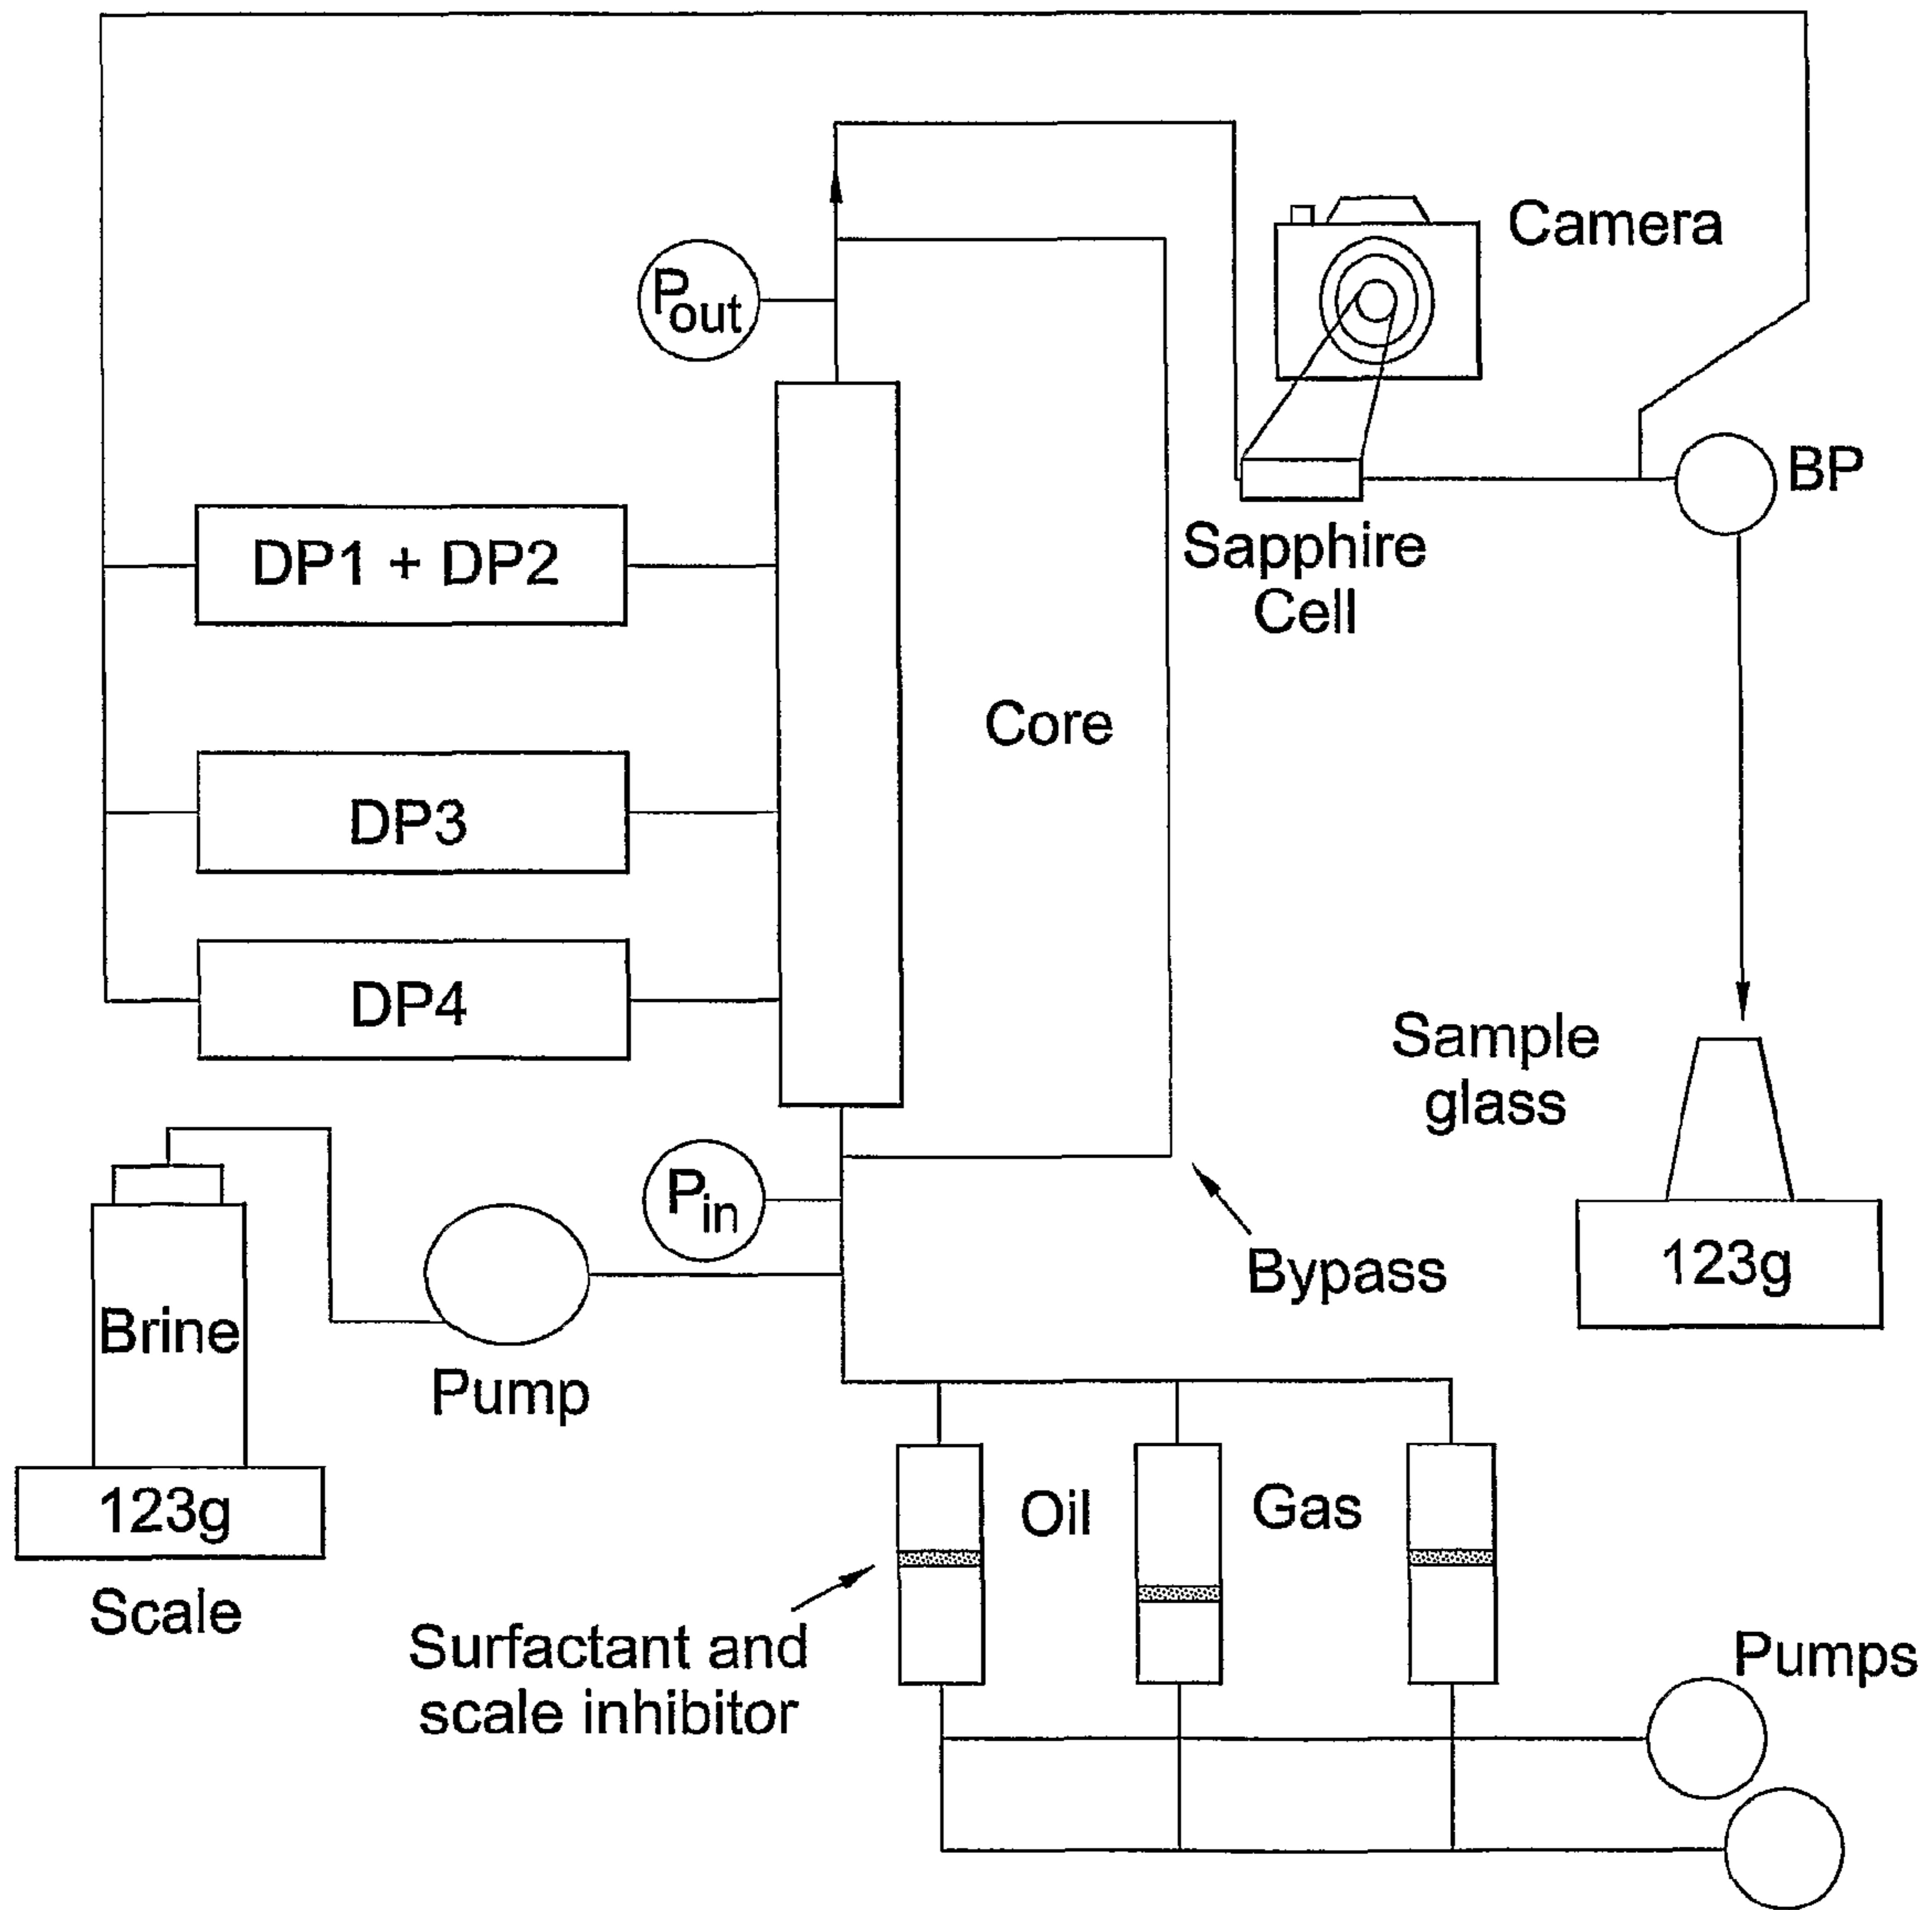 Camera
Pout
BP
DP1 + DP2
Sapphire
Cell
Core
DP3
DP4
Sample
glass
Pin
123g
Bypass
Brine
Pump
123g
Oil
Gas
Scale
Surfactant and
scale inhibitor
Pumps